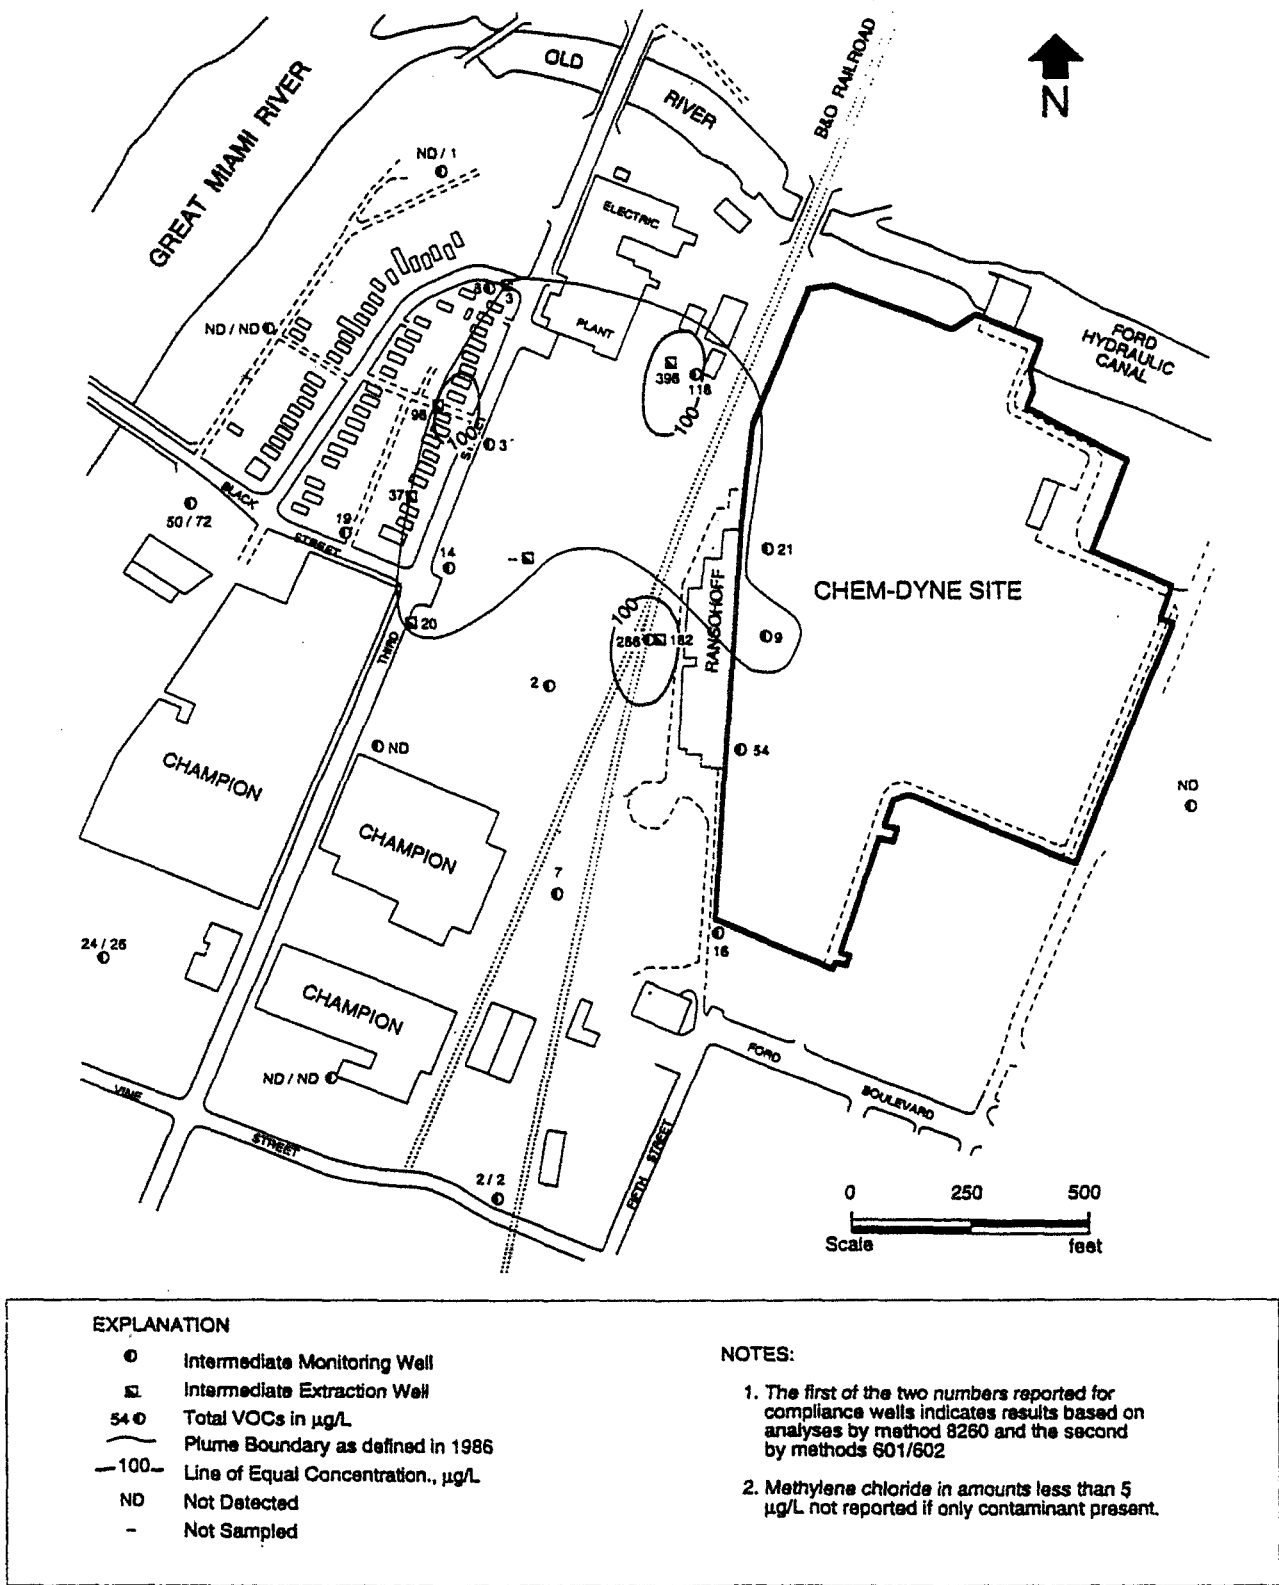 OLD
RIVER
B&O RAILROAD
N
GREAT MIAMI RIVER
ND / 1
ELECTRIC
PLANT
FORD
HYDRAULIC
CANAL
ND / ND
3
396
118
100
98
100
3
37
BLACK
STREET
50 / 72
19
14
-
21
CHEM-DYNE SITE
RANSOHOFF
100
20
THIRD
182
9
2
ND
54
CHAMPION
CHAMPION
ND
7
24 / 25
16
CHAMPION
ND / ND
FORD
BOULEVARD
VINE
STREET
FIFTH STREET
2 / 2
0 250 500
Scale feet
EXPLANATION
Intermediate Monitoring Well
Intermediate Extraction Well
54 Total VOCs in µg/L
Plume Boundary as defined in 1986
100 Line of Equal Concentration., µg/L
ND Not Detected
- Not Sampled
NOTES:
1. The first of the two numbers reported for
compliance wells indicates results based on
analyses by method 8260 and the second
by methods 601/602
2. Methylene chloride in amounts less than 5
µg/L not reported if only contaminant present.